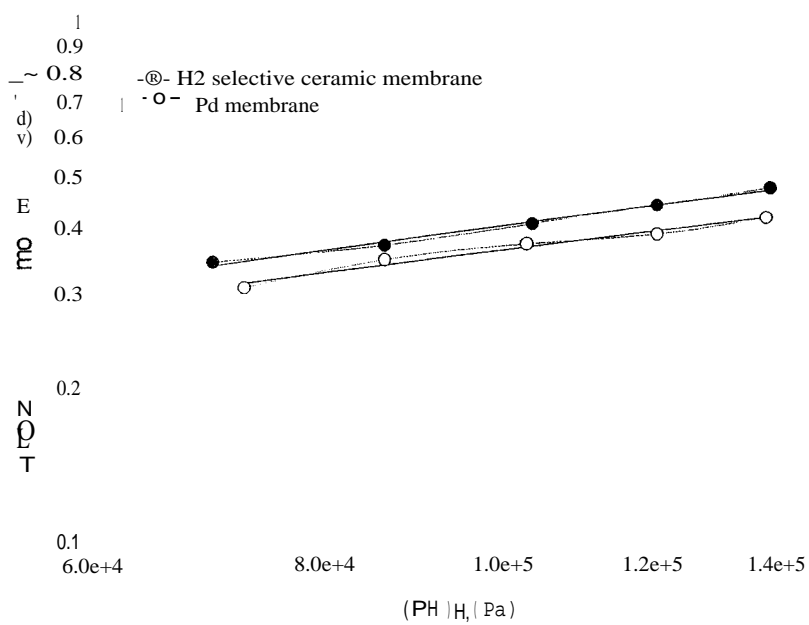 1
0.9
0.8
-®- H2 selective ceramic membrane
0.7
-o- Pd membrane
d)
v)
0.6
0.5
E
0.4
0.3
0.2
N
T
0.1
6.0e+4 8.0e+4 1.0e+5 1.2e+5 1.4e+5
(PH)H, (Pa)